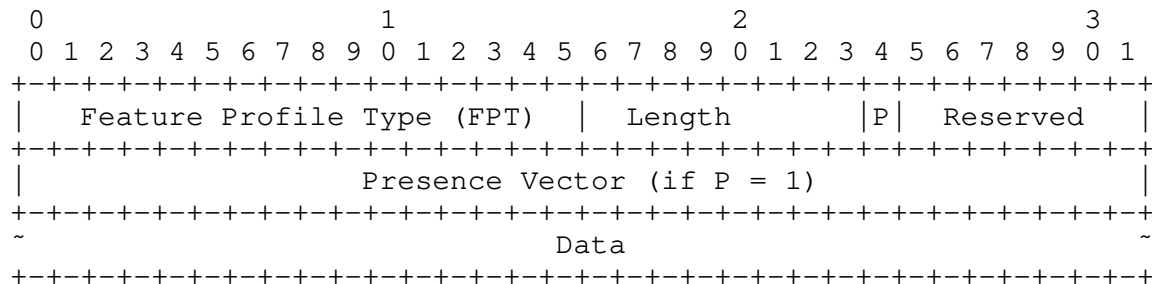 0                   1                   2                   3
 0 1 2 3 4 5 6 7 8 9 0 1 2 3 4 5 6 7 8 9 0 1 2 3 4 5 6 7 8 9 0 1
+-+-+-+-+-+-+-+-+-+-+-+-+-+-+-+-+-+-+-+-+-+-+-+-+-+-+-+-+-+-+-+-+
|   Feature Profile Type (FPT)  |  Length       |P|  Reserved   |
+-+-+-+-+-+-+-+-+-+-+-+-+-+-+-+-+-+-+-+-+-+-+-+-+-+-+-+-+-+-+-+-+
|                   Presence Vector (if P = 1)                  |
+-+-+-+-+-+-+-+-+-+-+-+-+-+-+-+-+-+-+-+-+-+-+-+-+-+-+-+-+-+-+-+-+
~                              Data                             ~
+-+-+-+-+-+-+-+-+-+-+-+-+-+-+-+-+-+-+-+-+-+-+-+-+-+-+-+-+-+-+-+-+